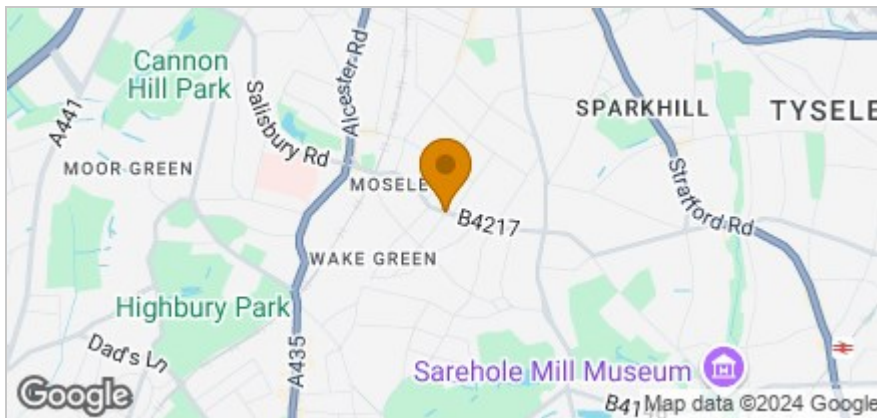 Cannon
Hill Park
Alcester Rd
Salisbury Rd
A441
SPARKHILL
TYSELE
MOOR GREEN
MOSELE
Stratford Rd
B4217
WAKE GREEN
Highbury Park
A435
Dad's Ln
Sarehole Mill Museum
Google
B414
Map data ©2024 Google